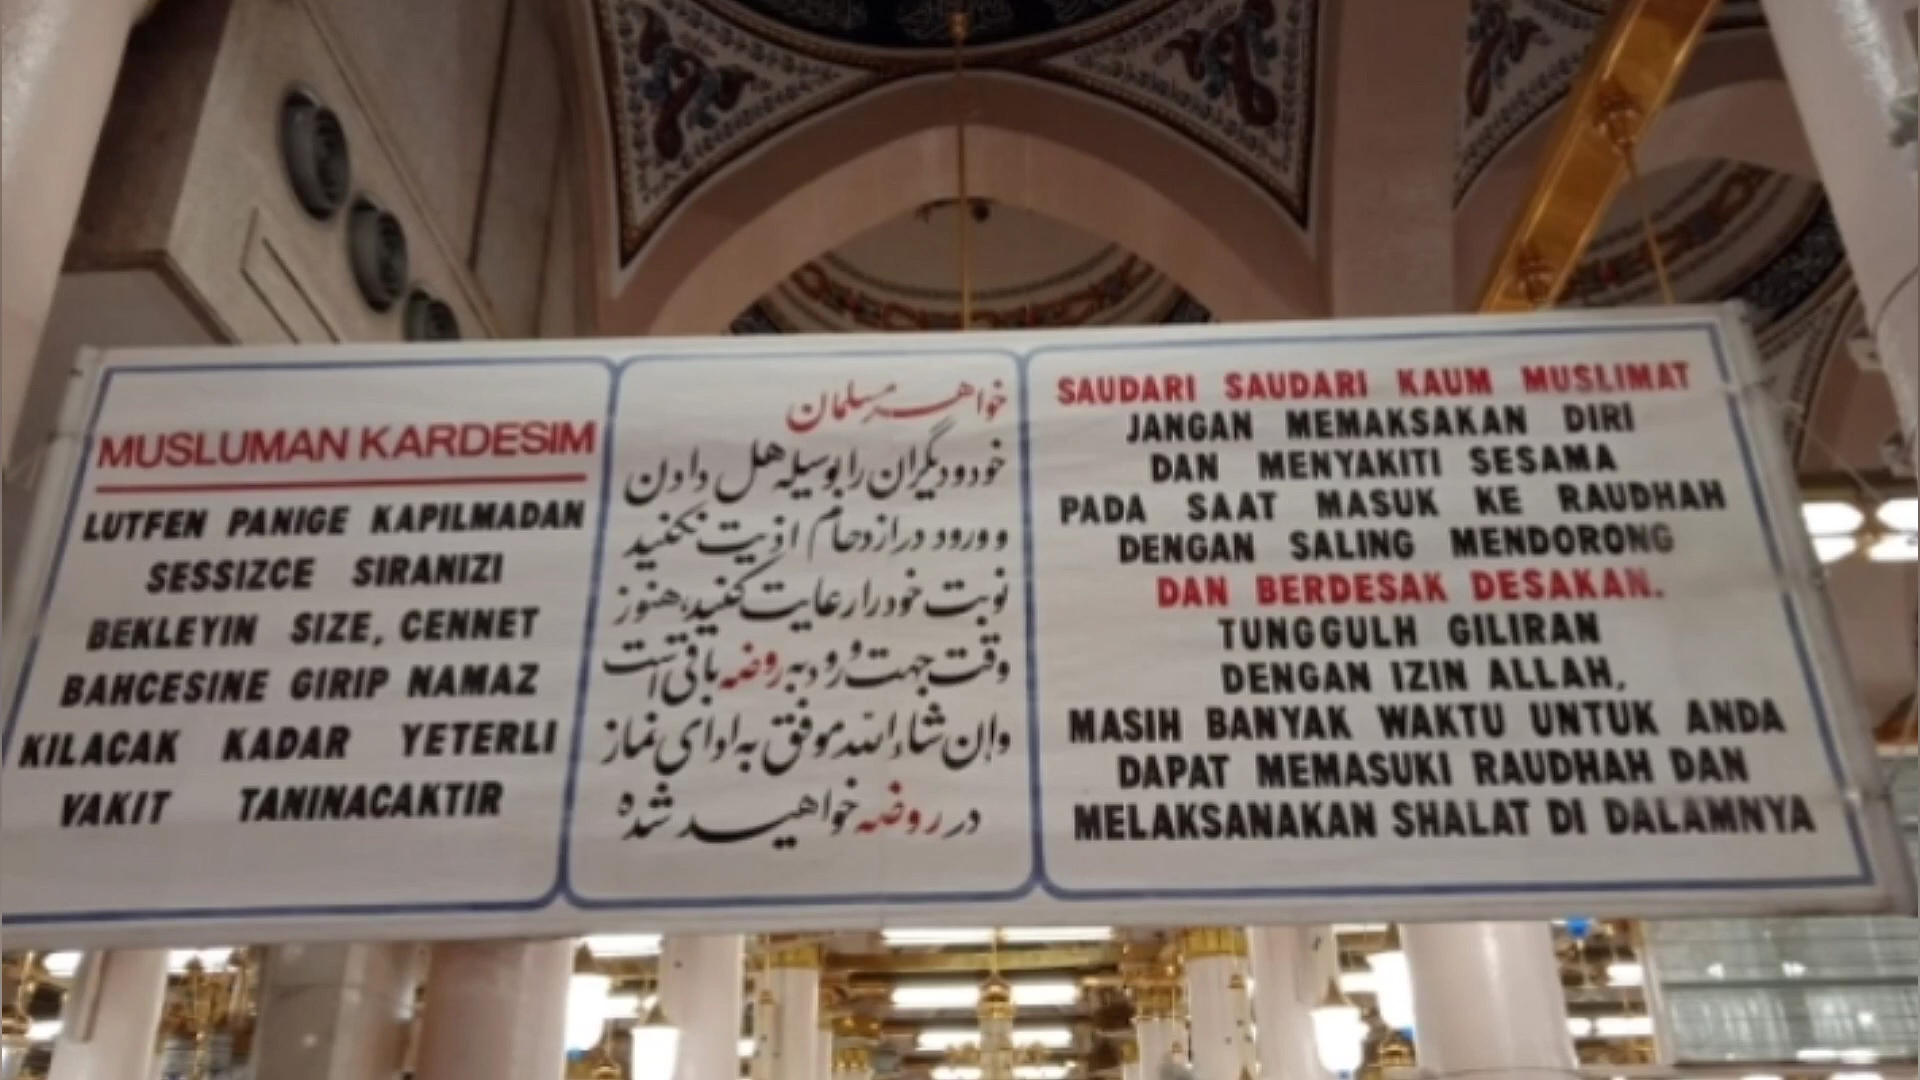 MUSLUMAN KARDESIM
LUTFEN PANIGE KAPILMADAN
SESSIZCE SIRANIZI
BEKLEYIN SIZE, CENNET
BAHCESINE GIRIP NAMAZ
KILACAK KADAR YETERLI
VAKIT TANINACAKTIR
خواهر مسلمان
خود و دیگران را بوسیله هل دادن
و ورود در ازدحام اذیت نکنید
نوبت خود را رعایت کنید، هنوز
وقت جهت ورود به روضه باقی است
وإن شاء الله موفق به ادای نماز
در روضه خواهید شد
SAUDARI SAUDARI KAUM MUSLIMAT
JANGAN MEMAKSAKAN DIRI
DAN MENYAKITI SESAMA
PADA SAAT MASUK KE RAUDHAH
DENGAN SALING MENDORONG
DAN BERDESAK DESAKAN.
TUNGGULH GILIRAN
DENGAN IZIN ALLAH,
MASIH BANYAK WAKTU UNTUK ANDA
DAPAT MEMASUKI RAUDHAH DAN
MELAKSANAKAN SHALAT DI DALAMNYA